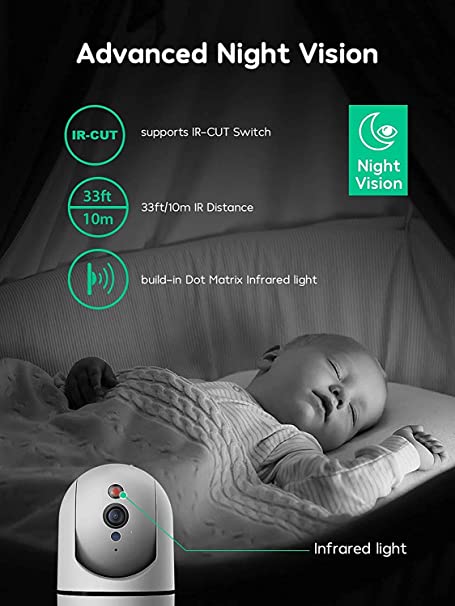 Advanced Night Vision
IR-CUT
supports IR-CUT Switch
Night
Vision
33ft
10m
33ft/10m IR Distance
build-in Dot Matrix Infrared light
Infrared light